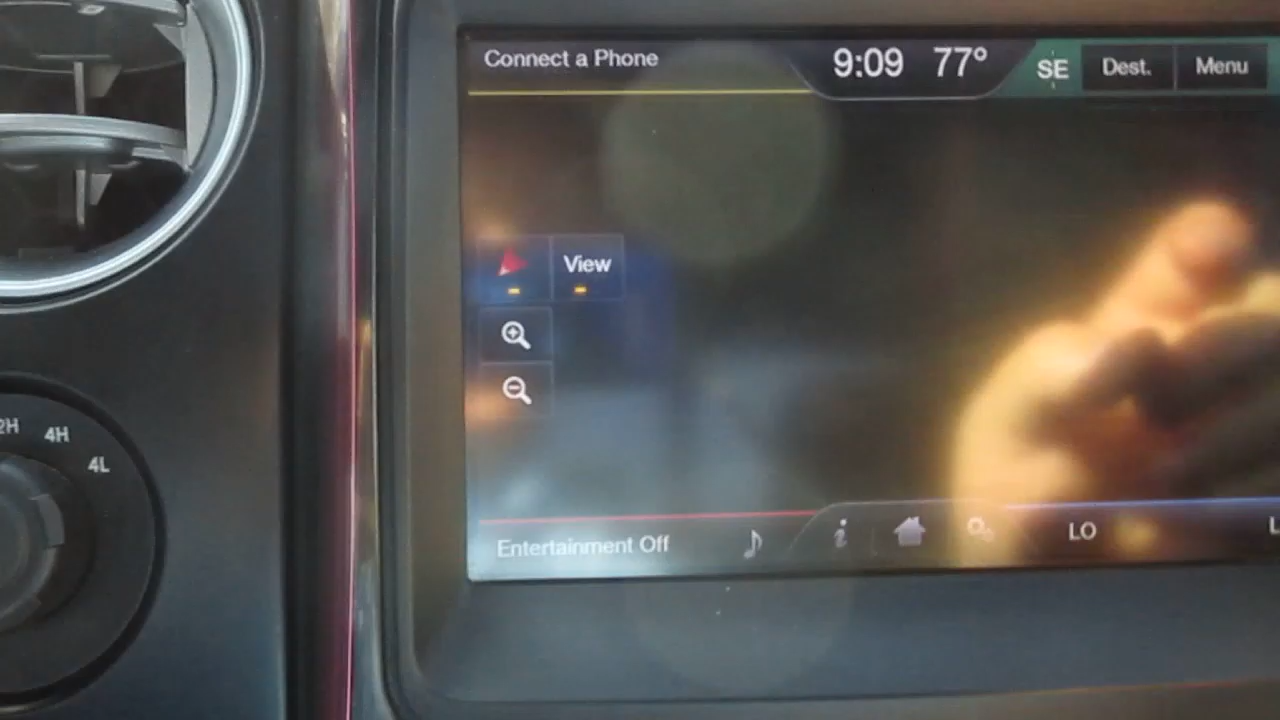 Connect a Phone
9:09 77°
SE
Dest.
Menu
View
2H
4H
4L
Entertainment Off
LO